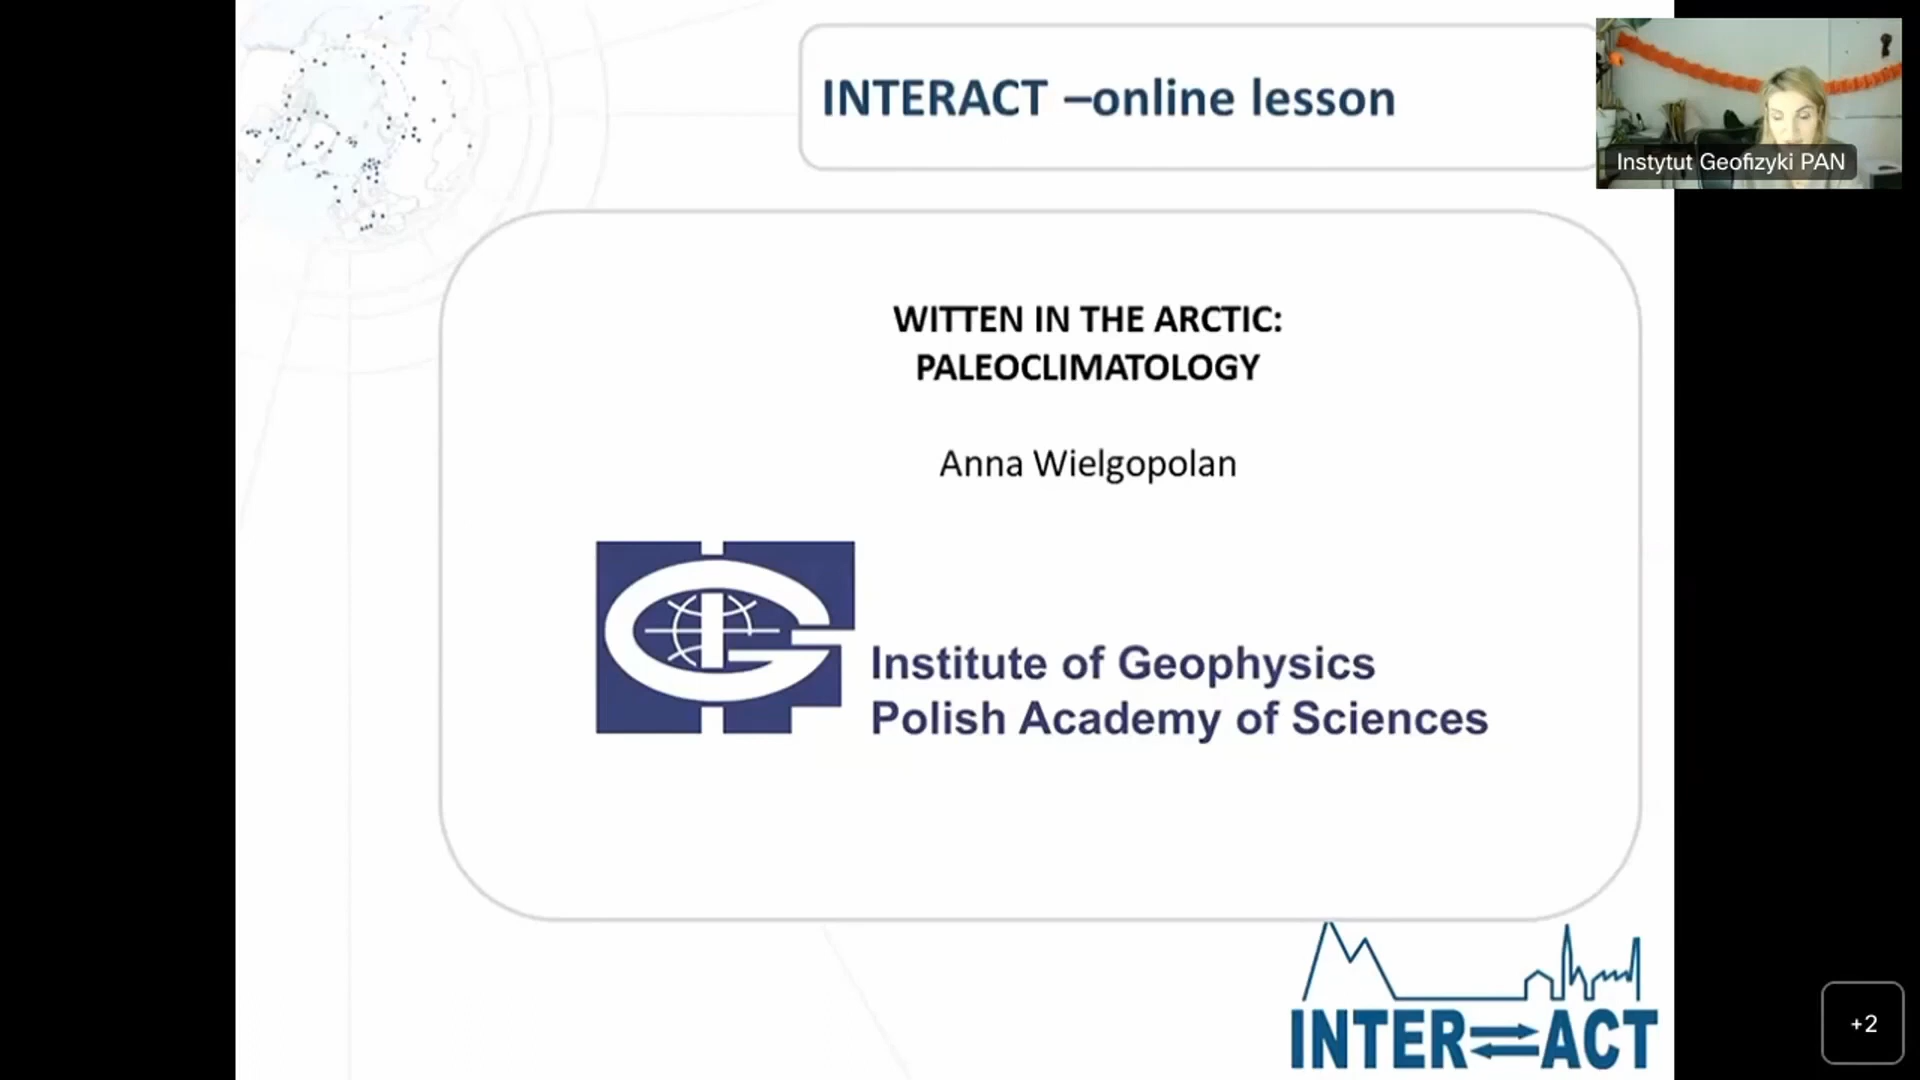 INTERACT –online lesson
Instytut Geofizyki PAN
WITTEN IN THE ARCTIC:
PALEOCLIMATOLOGY
Anna Wielgopolan
Institute of Geophysics
Polish Academy of Sciences
INTER ACT
+2